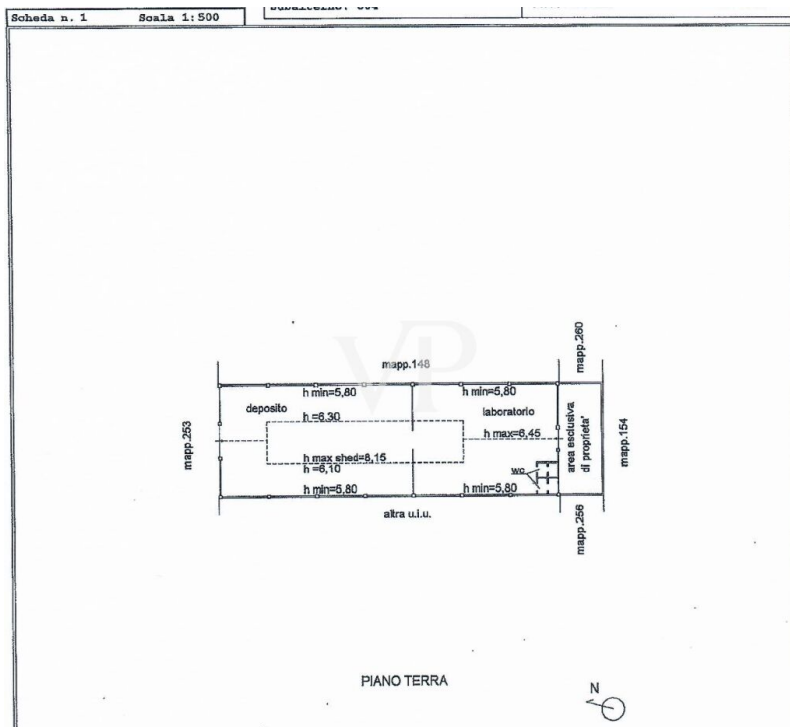 Scheda n. 1
Scala 1:500
VP
mapp.260
mapp.148
h min=5,80
h min=5,80
deposito
laboratorio
h =6,30
h max=6,45
mapp.253
area esclusiva
di proprieta'
mapp.154
h max shed=8,15
h =6,10
wc
h min=5,80
h min=5,80
altra u.i.u.
mapp.256
PIANO TERRA
N